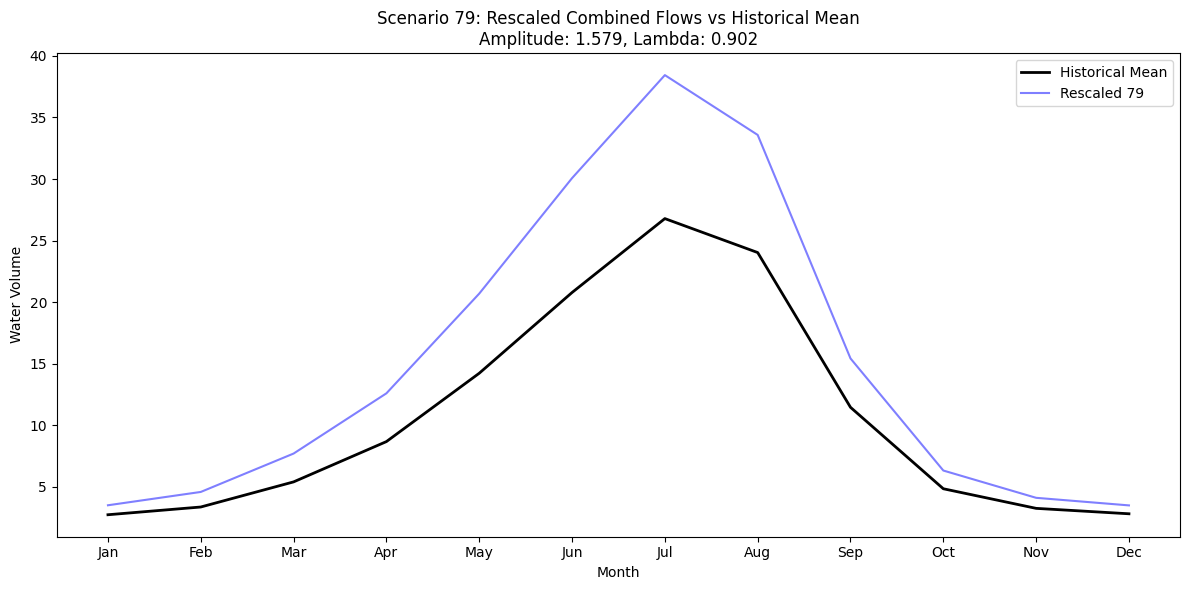 Scenario 79: Rescaled Combined Flows vs Historical Mean
Amplitude: 1.579, Lambda: 0.902
Historical Mean
Rescaled 79
Water Volume
40
35
30
25
20
15
10
5
Jan Feb Mar Apr May Jun Jul Aug Sep Oct Nov Dec
Month